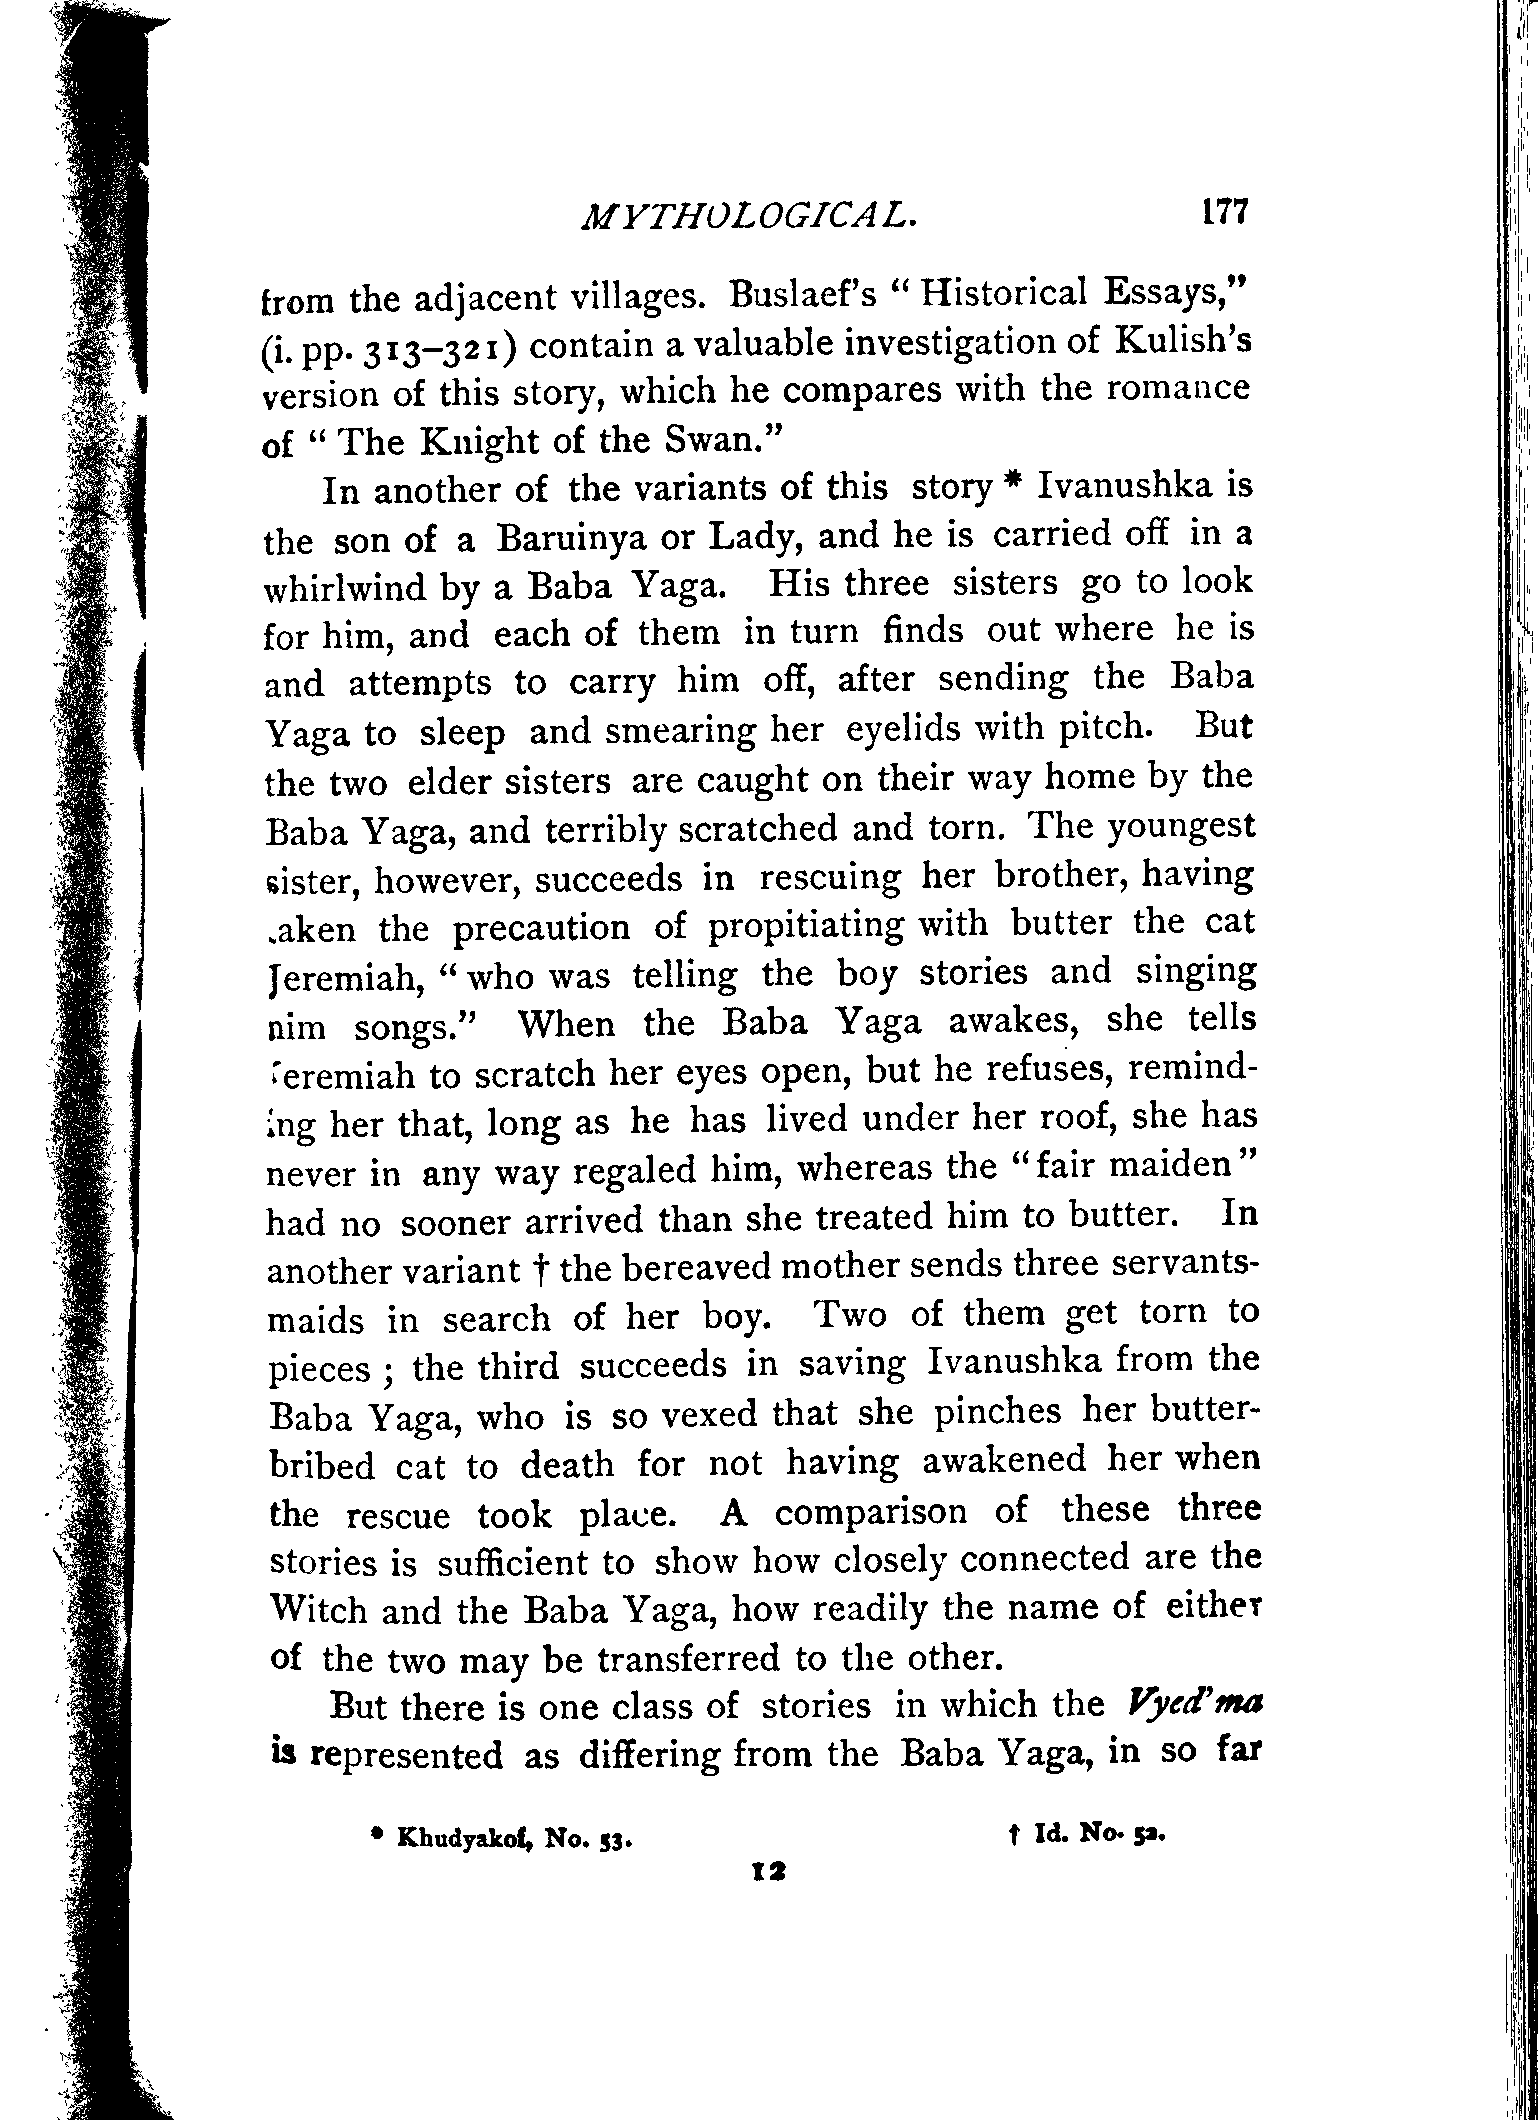 MYTHOLOGICAL. 177
from the adjacent villages. Buslaef's " Historical Essays,"
(i. pp. 313–321) contain a valuable investigation of Kulish's
version of this story, which he compares with the romance
of " The Knight of the Swan."
In another of the variants of this story * Ivanushka is
the son of a Baruinya or Lady, and he is carried off in a
whirlwind by a Baba Yaga. His three sisters go to look
for him, and each of them in turn finds out where he is
and attempts to carry him off, after sending the Baba
Yaga to sleep and smearing her eyelids with pitch. But
the two elder sisters are caught on their way home by the
Baba Yaga, and terribly scratched and torn. The youngest
sister, however, succeeds in rescuing her brother, having
taken the precaution of propitiating with butter the cat
Jeremiah, " who was telling the boy stories and singing
him songs." When the Baba Yaga awakes, she tells
Jeremiah to scratch her eyes open, but he refuses, remind-
ing her that, long as he has lived under her roof, she has
never in any way regaled him, whereas the "fair maiden"
had no sooner arrived than she treated him to butter. In
another variant † the bereaved mother sends three servants-
maids in search of her boy. Two of them get torn to
pieces ; the third succeeds in saving Ivanushka from the
Baba Yaga, who is so vexed that she pinches her butter-
bribed cat to death for not having awakened her when
the rescue took place. A comparison of these three
stories is sufficient to show how closely connected are the
Witch and the Baba Yaga, how readily the name of either
of the two may be transferred to the other.
But there is one class of stories in which the Vyed'ma
is represented as differing from the Baba Yaga, in so far
* Khudyakof, No. 53. † Id. No. 52.
12